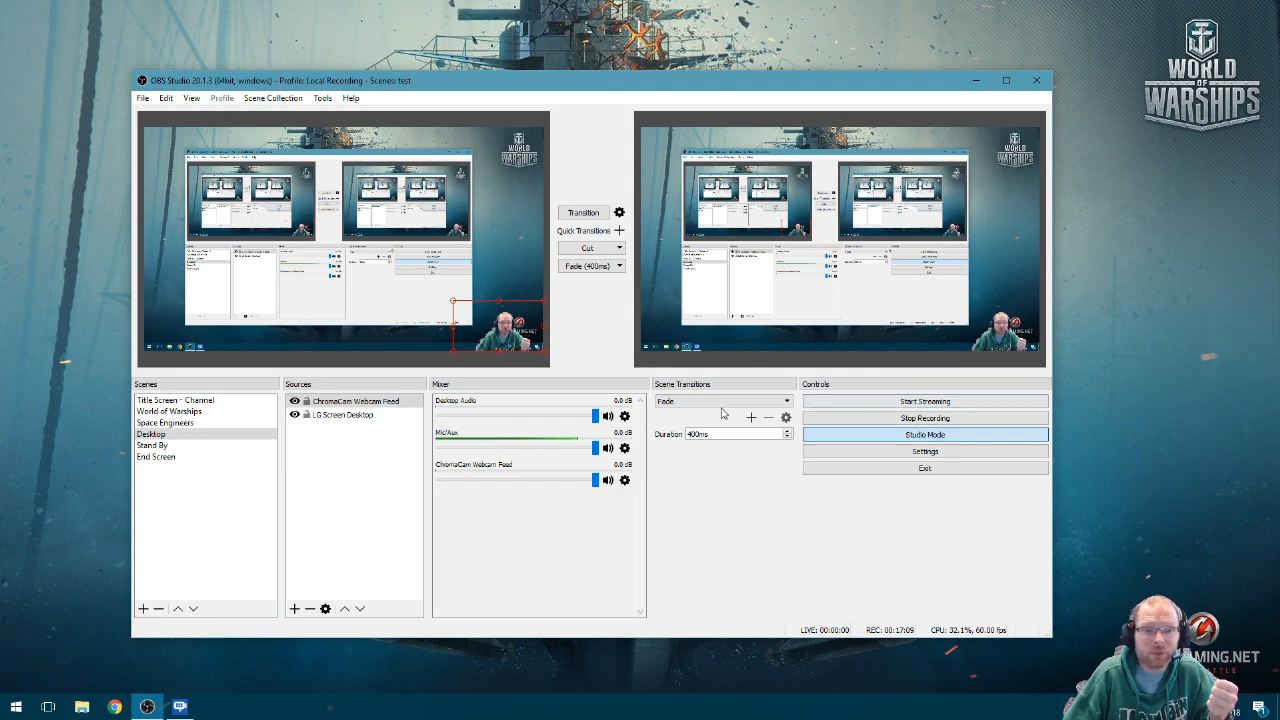 WORLD
OF
WARSHIPS
OBS Studio 20.1.3 (64bit, windows) - Profile: Local Recording - Scenes: test
File Edit View Profile Scene Collection Tools Help
WARSHIPS
WARSHIPS
Transition
Quick Transitions
Cut
Fade (400ms)
Scenes
Title Screen - Channel
World of Warships
Space Engineers
Desktop
Stand By
End Screen
Sources
ChromaCam Webcam Feed
LG Screen Desktop
Mixer
Desktop Audio 0.0 dB
Mic/Aux 0.0 dB
ChromaCam Webcam Feed 0.0 dB
Scene Transitions
Fade
Duration 400ms
Controls
Start Streaming
Stop Recording
Studio Mode
Settings
Exit
LIVE: 00:00:00 REC: 00:17:09 CPU: 32.1%, 60.00 fps
AMING.NET